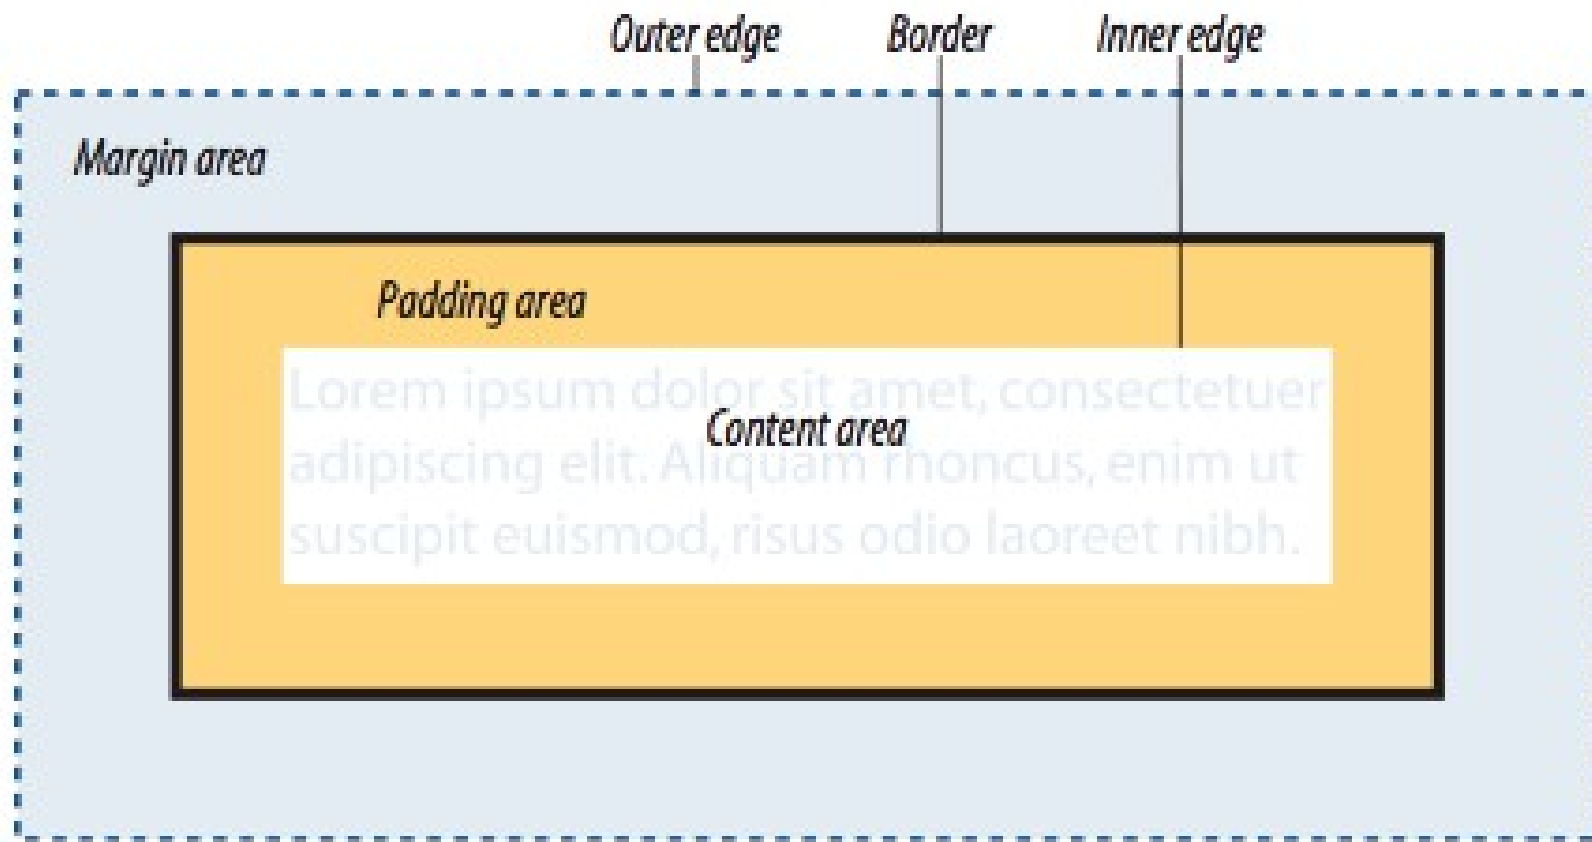 Outer edge Border Inner edge
Margin area
Padding area
Lorem ipsum dolor sit amet, consectetuer
Content area
adipiscing elit. Aliquam rhoncus, enim ut
suscipit euismod, risus odio laoreet nibh.